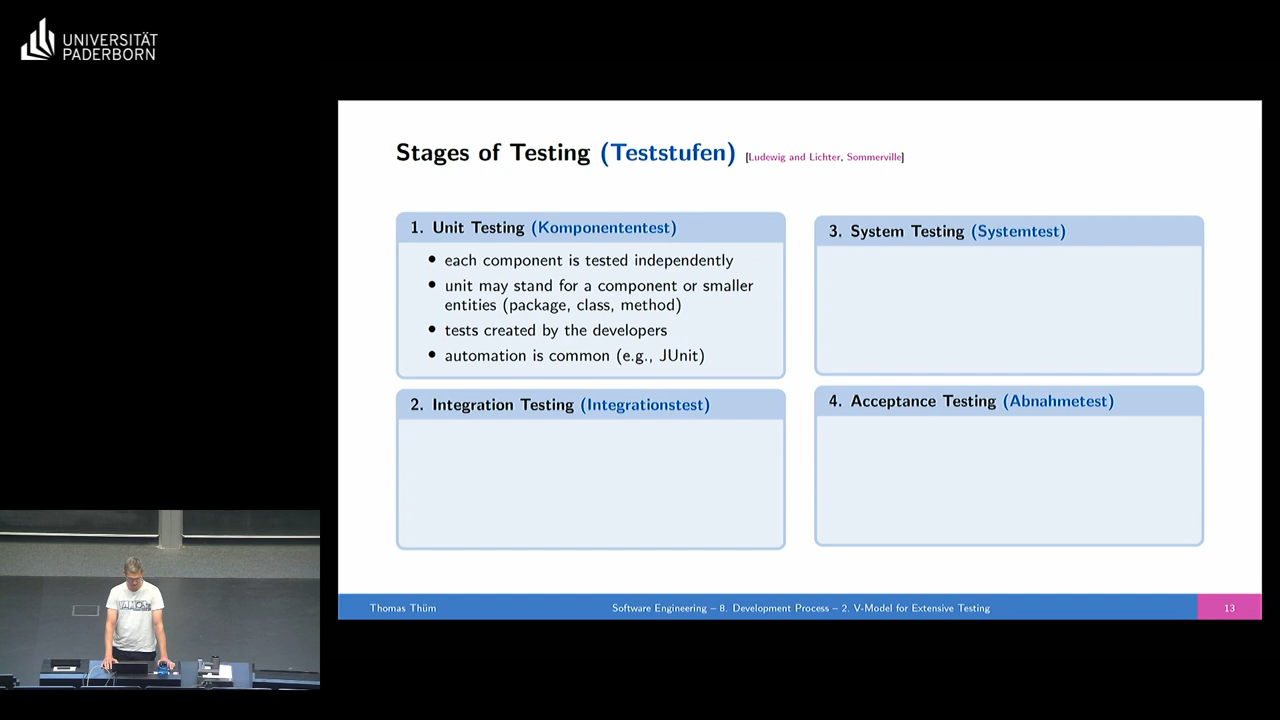 UNIVERSITÄT
PADERBORN
Stages of Testing (Teststufen) [Ludewig and Lichter, Sommerville]
1. Unit Testing (Komponententest)
• each component is tested independently
• unit may stand for a component or smaller
entities (package, class, method)
• tests created by the developers
• automation is common (e.g., JUnit)
2. Integration Testing (Integrationstest)
3. System Testing (Systemtest)
4. Acceptance Testing (Abnahmetest)
Thomas Thüm
Software Engineering – 8. Development Process – 2. V-Model for Extensive Testing
13